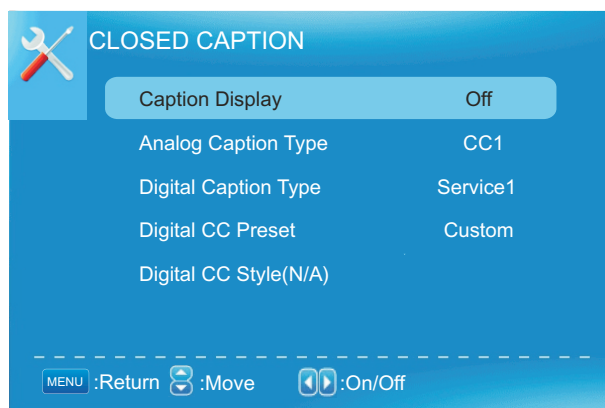 CLOSED CAPTION
Caption Display Off
Analog Caption Type CC1
Digital Caption Type Service1
Digital CC Preset Custom
Digital CC Style(N/A)
MENU :Return :Move :On/Off